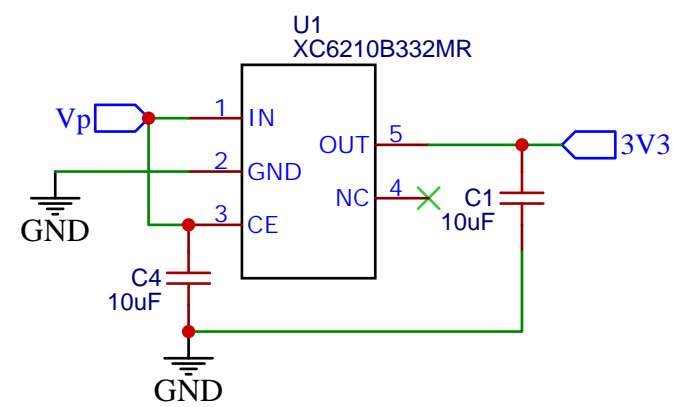 U1
XC6210B332MR
Vp
1
IN
OUT
5
3V3
2
GND
NC
4
C1
10uF
GND
3
CE
C4
10uF
GND